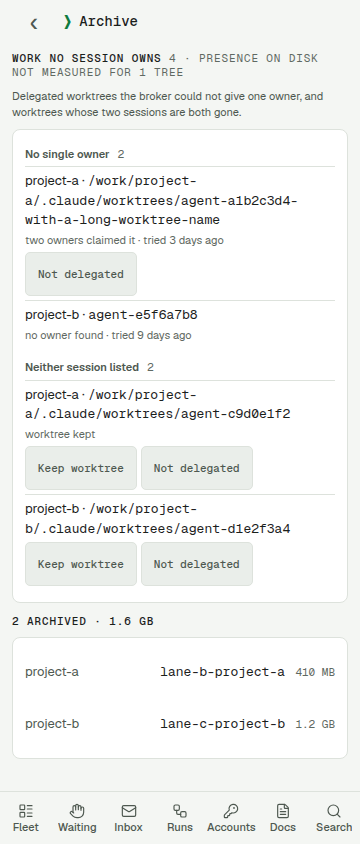 Archive
WORK NO SESSION OWNS 4 · PRESENCE ON DISK
NOT MEASURED FOR 1 TREE
Delegated worktrees the broker could not give one owner, and
worktrees whose two sessions are both gone.
No single owner 2
project-a · /work/project-
a/.claude/worktrees/agent-a1b2c3d4-
with-a-long-worktree-name
two owners claimed it · tried 3 days ago
Not delegated
project-b · agent-e5f6a7b8
no owner found · tried 9 days ago
Neither session listed 2
project-a · /work/project-
a/.claude/worktrees/agent-c9d0e1f2
worktree kept
Keep worktree Not delegated
project-b · /work/project-
b/.claude/worktrees/agent-d1e2f3a4
Keep worktree Not delegated
2 ARCHIVED · 1.6 GB
project-a lane-b-project-a 410 MB
project-b lane-c-project-b 1.2 GB
Fleet Waiting Inbox Runs Accounts Docs Search